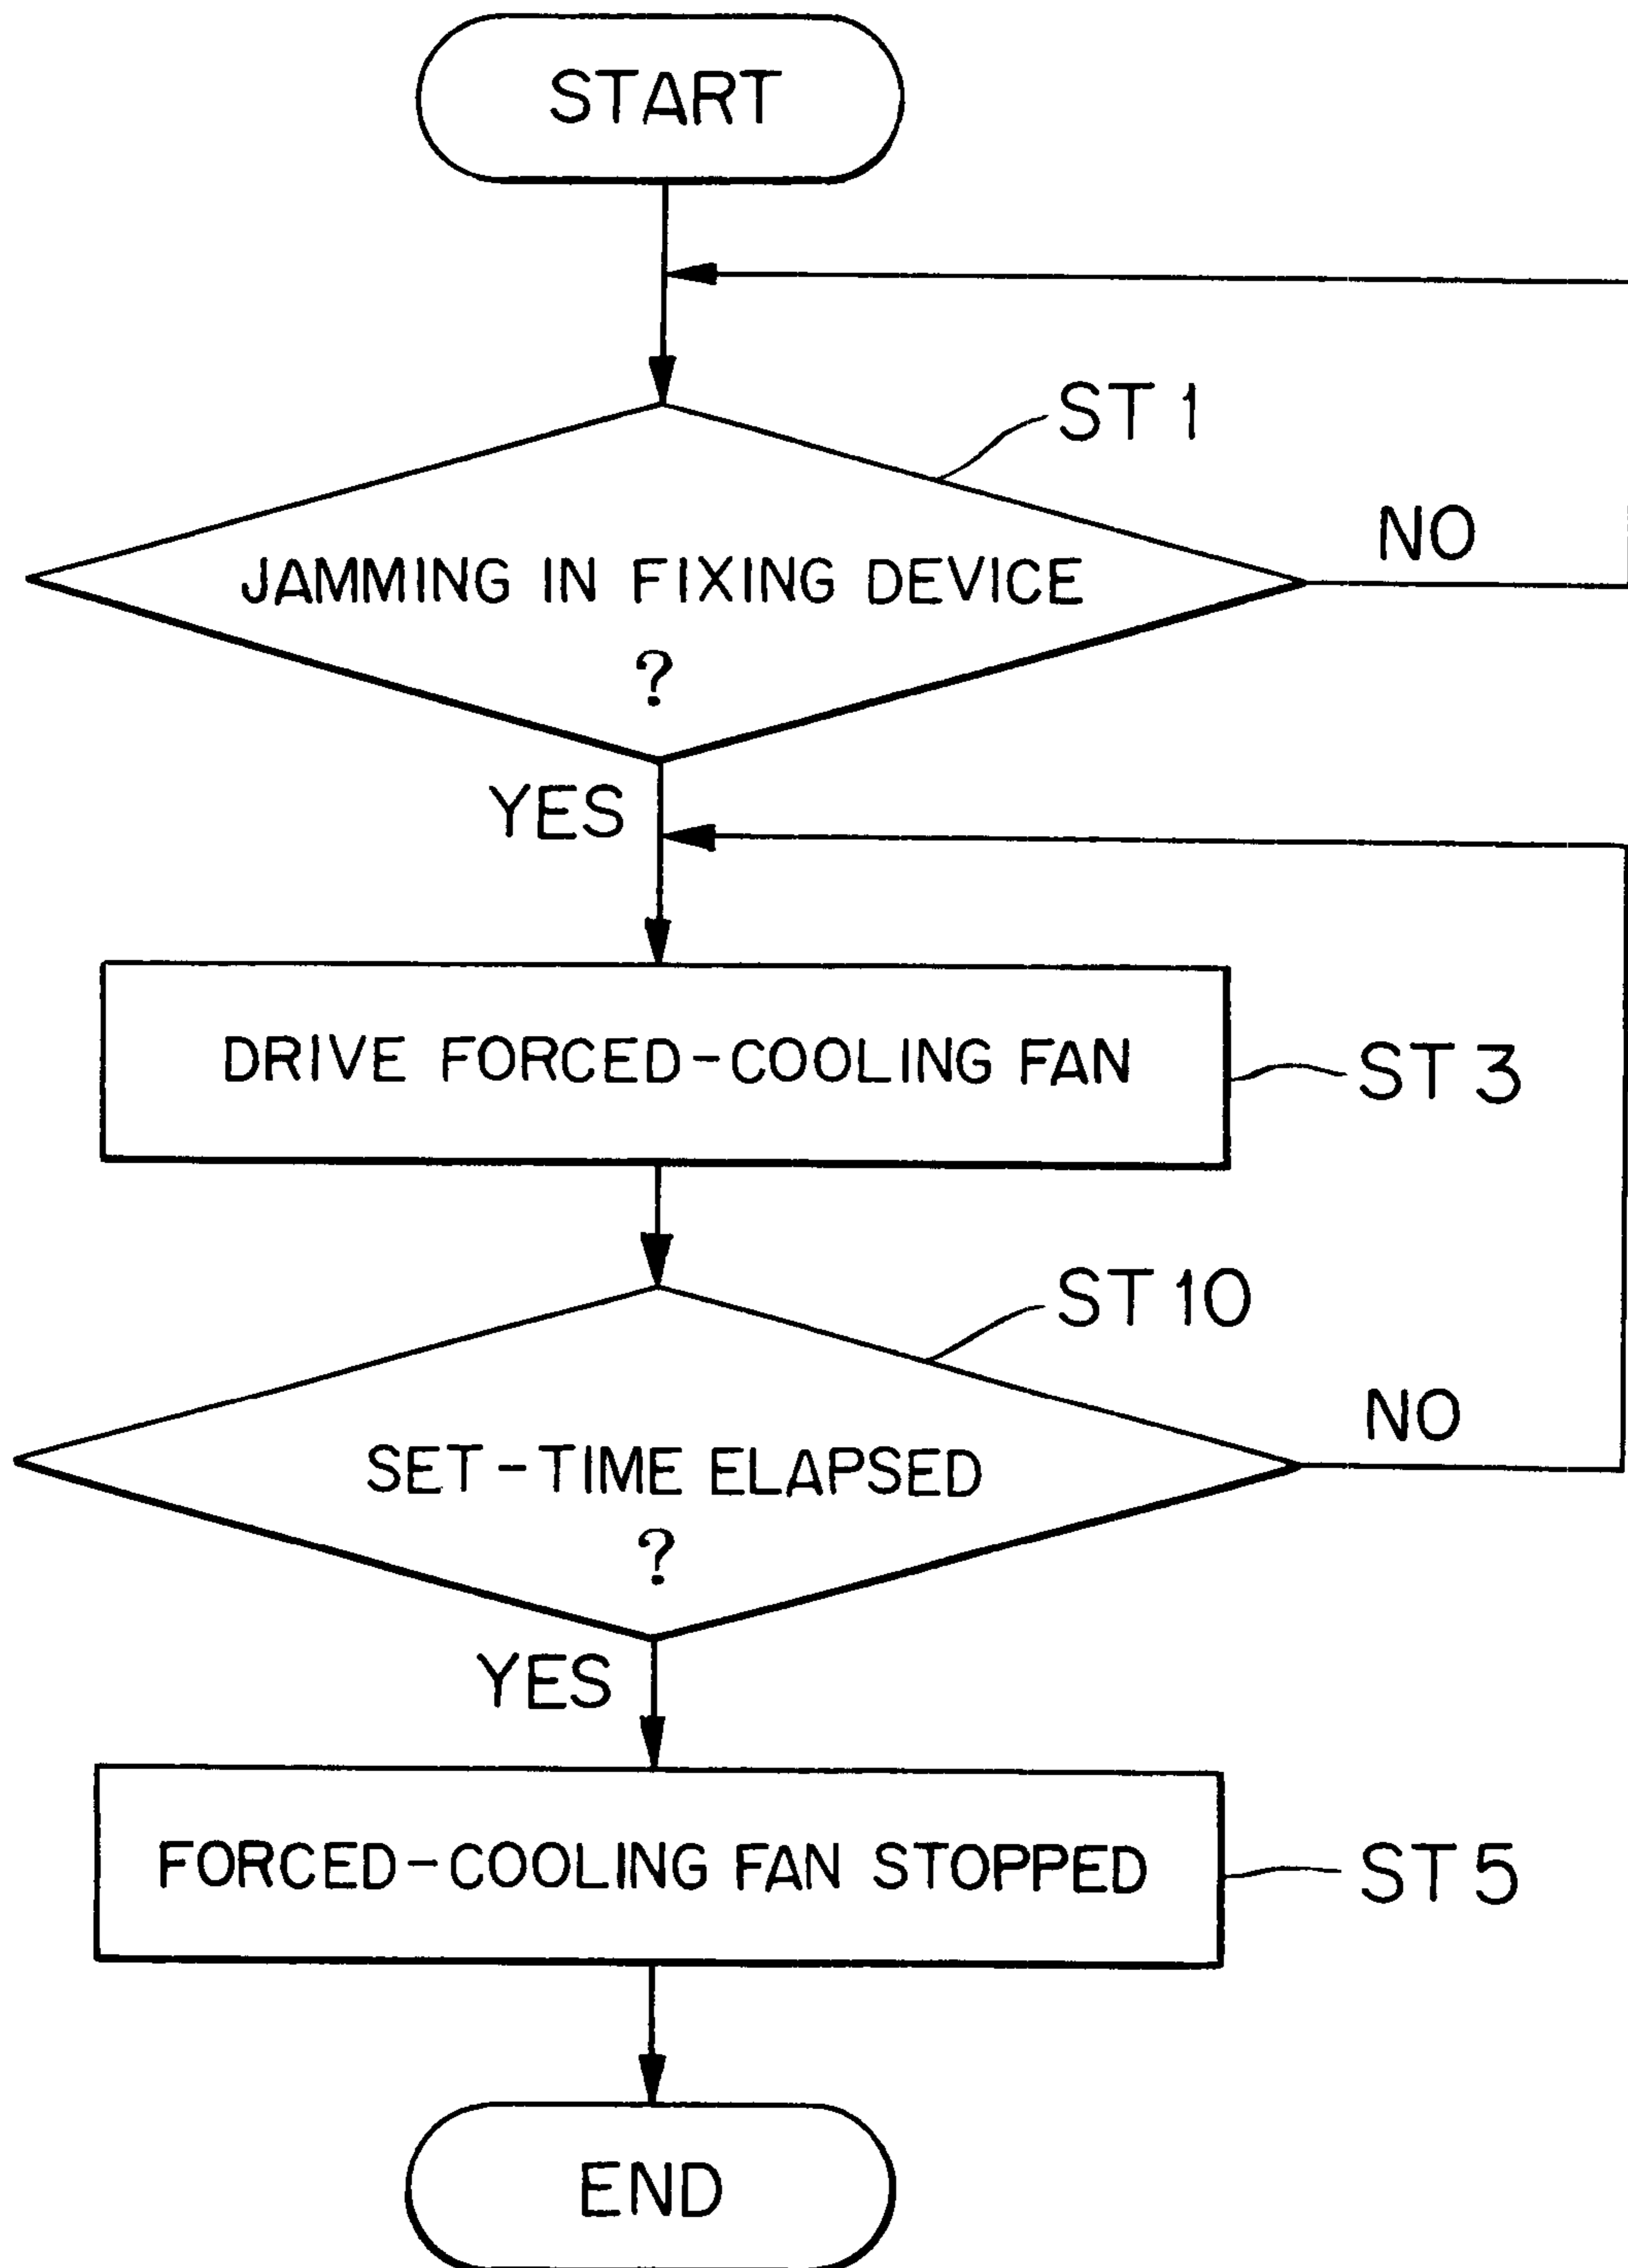 START
ST 1
NO
JAMMING IN FIXING DEVICE
?
YES
DRIVE FORCED-COOLING FAN
ST 3
ST 10
NO
SET-TIME ELAPSED
?
YES
FORCED-COOLING FAN STOPPED
ST 5
END